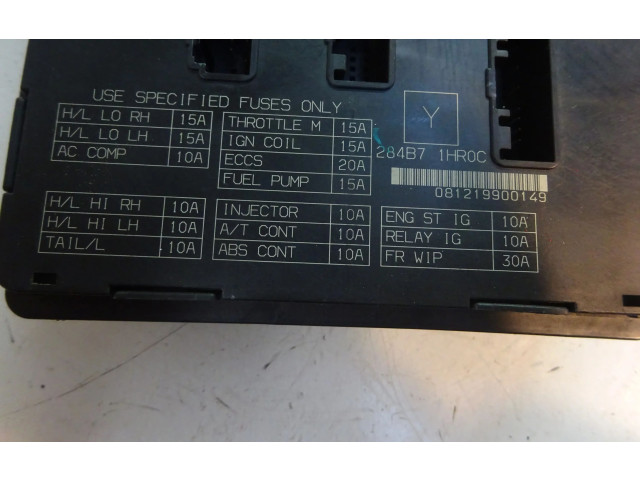 USE SPECIFIED FUSES ONLY
H/L LO RH 15A
H/L LO LH 15A
AC COMP 10A
THROTTLE M 15A
IGN COIL 15A
ECCS 20A
FUEL PUMP 15A
Y
284B7 1HR0C
081219900149
H/L HI RH 10A
H/L HI LH 10A
TAIL/L 10A
INJECTOR 10A
A/T CONT 10A
ABS CONT 10A
ENG ST IG 10A
RELAY IG 10A
FR WIP 30A